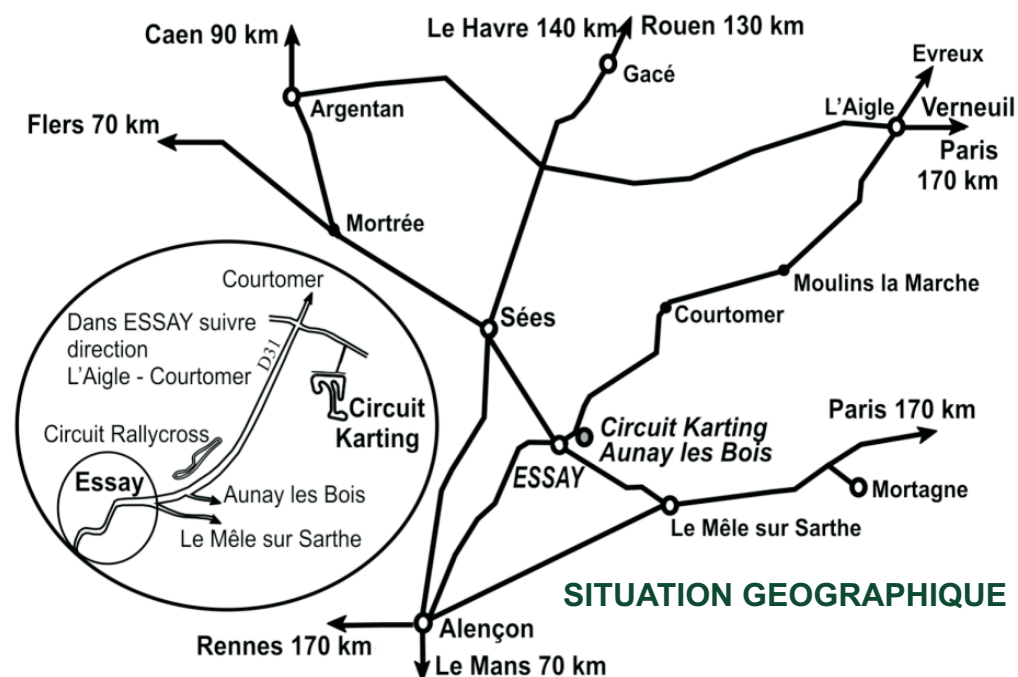 Caen 90 km
Le Havre 140 km
Rouen 130 km
Gacé
Evreux
Argentan
L'Aigle
Verneuil
Flers 70 km
Paris
170 km
Mortrée
Moulins la Marche
Courtomer
Sées
Courtomer
Dans ESSAY suivre
direction
L'Aigle - Courtomer
D31
Circuit
Karting
Circuit Rallycross
Essay
Aunay les Bois
Le Mêle sur Sarthe
Paris 170 km
Circuit Karting
Aunay les Bois
ESSAY
Mortagne
Le Mêle sur Sarthe
SITUATION GEOGRAPHIQUE
Alençon
Rennes 170 km
Le Mans 70 km